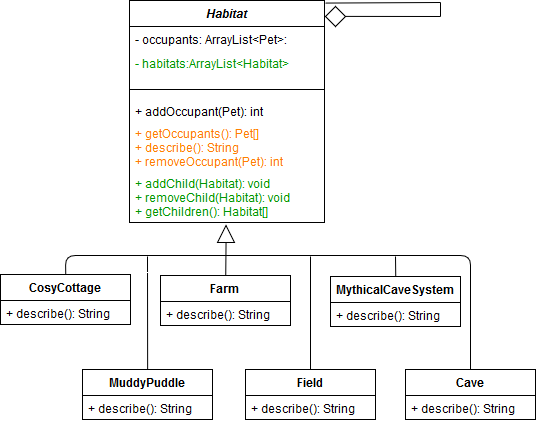 Habitat
- occupants: ArrayList<Pet>:
- habitats:ArrayList<Habitat>
+ addOccupant(Pet): int
+ getOccupants(): Pet[]
+ describe(): String
+ removeOccupant(Pet): int
+ addChild(Habitat): void
+ removeChild(Habitat): void
+ getChildren(): Habitat[]
CosyCottage
+ describe(): String
Farm
+ describe(): String
MythicalCaveSystem
+ describe(): String
MuddyPuddle
+ describe(): String
Field
+ describe(): String
Cave
+ describe(): String